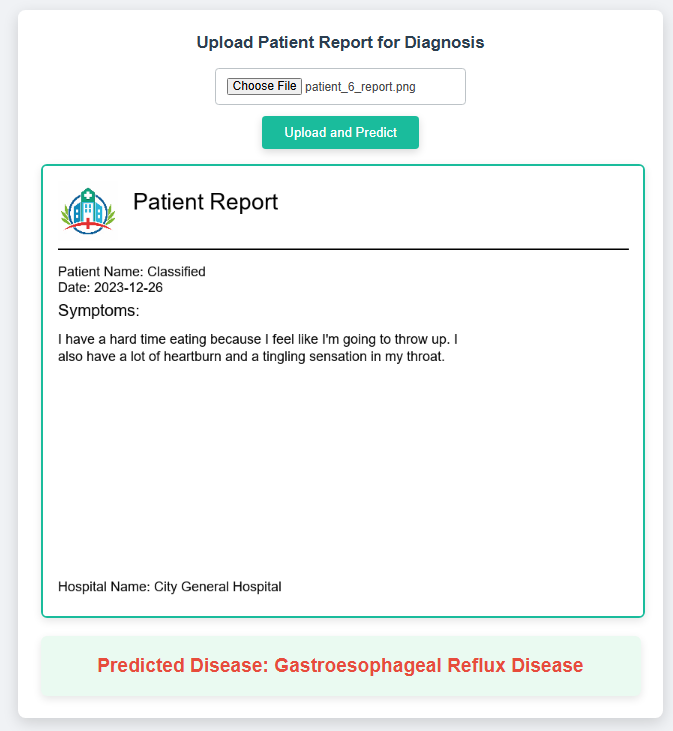 Upload Patient Report for Diagnosis
Choose File patient_6_report.png
Upload and Predict
Patient Report
Patient Name: Classified
Date: 2023-12-26
Symptoms:
I have a hard time eating because I feel like I'm going to throw up. I
also have a lot of heartburn and a tingling sensation in my throat.
Hospital Name: City General Hospital
Predicted Disease: Gastroesophageal Reflux Disease